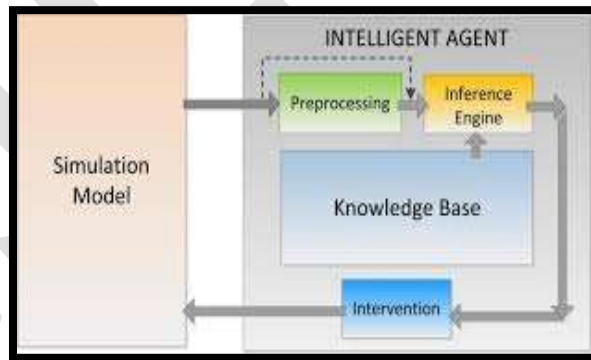 INTELLIGENT AGENT
Preprocessing
Inference
Engine
Simulation
Model
Knowledge Base
Intervention